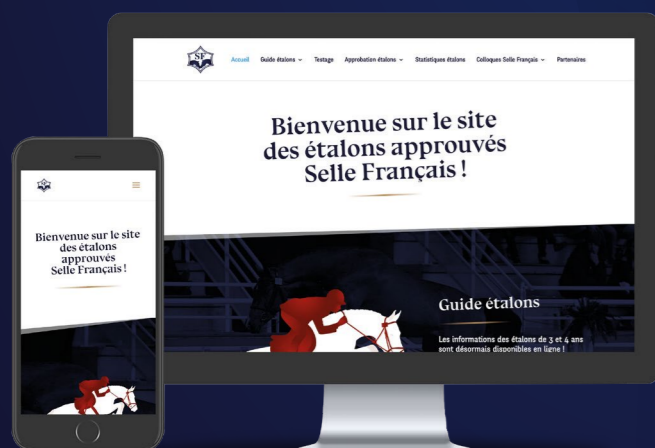 SF
Accueil Guide étalons Testage Approbation étalons Statistiques étalons Colloques Selle Français Partenaires
Bienvenue sur le site
des étalons approuvés
Selle Français !
Guide étalons
Les informations des étalons de 3 et 4 ans
sont désormais disponibles en ligne !
Bienvenue sur le site
des étalons
approuvés
Selle Français !